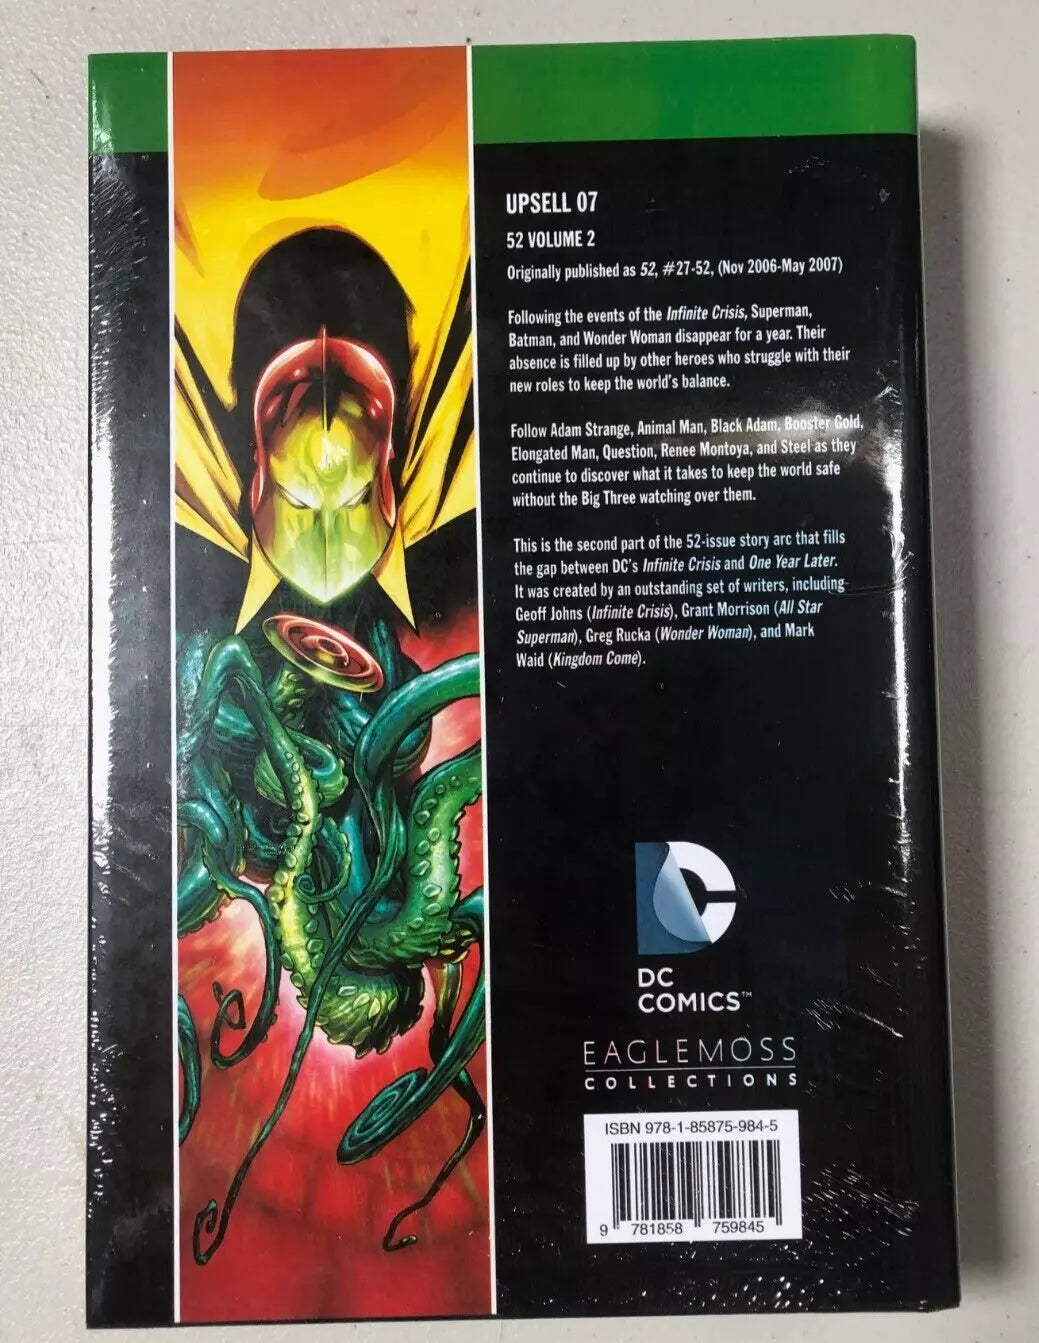 UPSELL 07
52 VOLUME 2
Originally published as 52, #27-52, (Nov 2006-May 2007)
Following the events of the Infinite Crisis, Superman,
Batman, and Wonder Woman disappear for a year. Their
absence is filled up by other heroes who struggle with their
new roles to keep the world's balance.
Follow Adam Strange, Animal Man, Black Adam, Booster Gold,
Elongated Man, Question, Renee Montoya, and Steel as they
continue to discover what it takes to keep the world safe
without the Big Three watching over them.
This is the second part of the 52-issue story arc that fills
the gap between DC's Infinite Crisis and One Year Later.
It was created by an outstanding set of writers, including
Geoff Johns (Infinite Crisis), Grant Morrison (All Star
Superman), Greg Rucka (Wonder Woman), and Mark
Waid (Kingdom Come).
DC
DC
COMICS™
EAGLEMOSS
COLLECTIONS
ISBN 978-1-85875-984-5
9 781858 759845